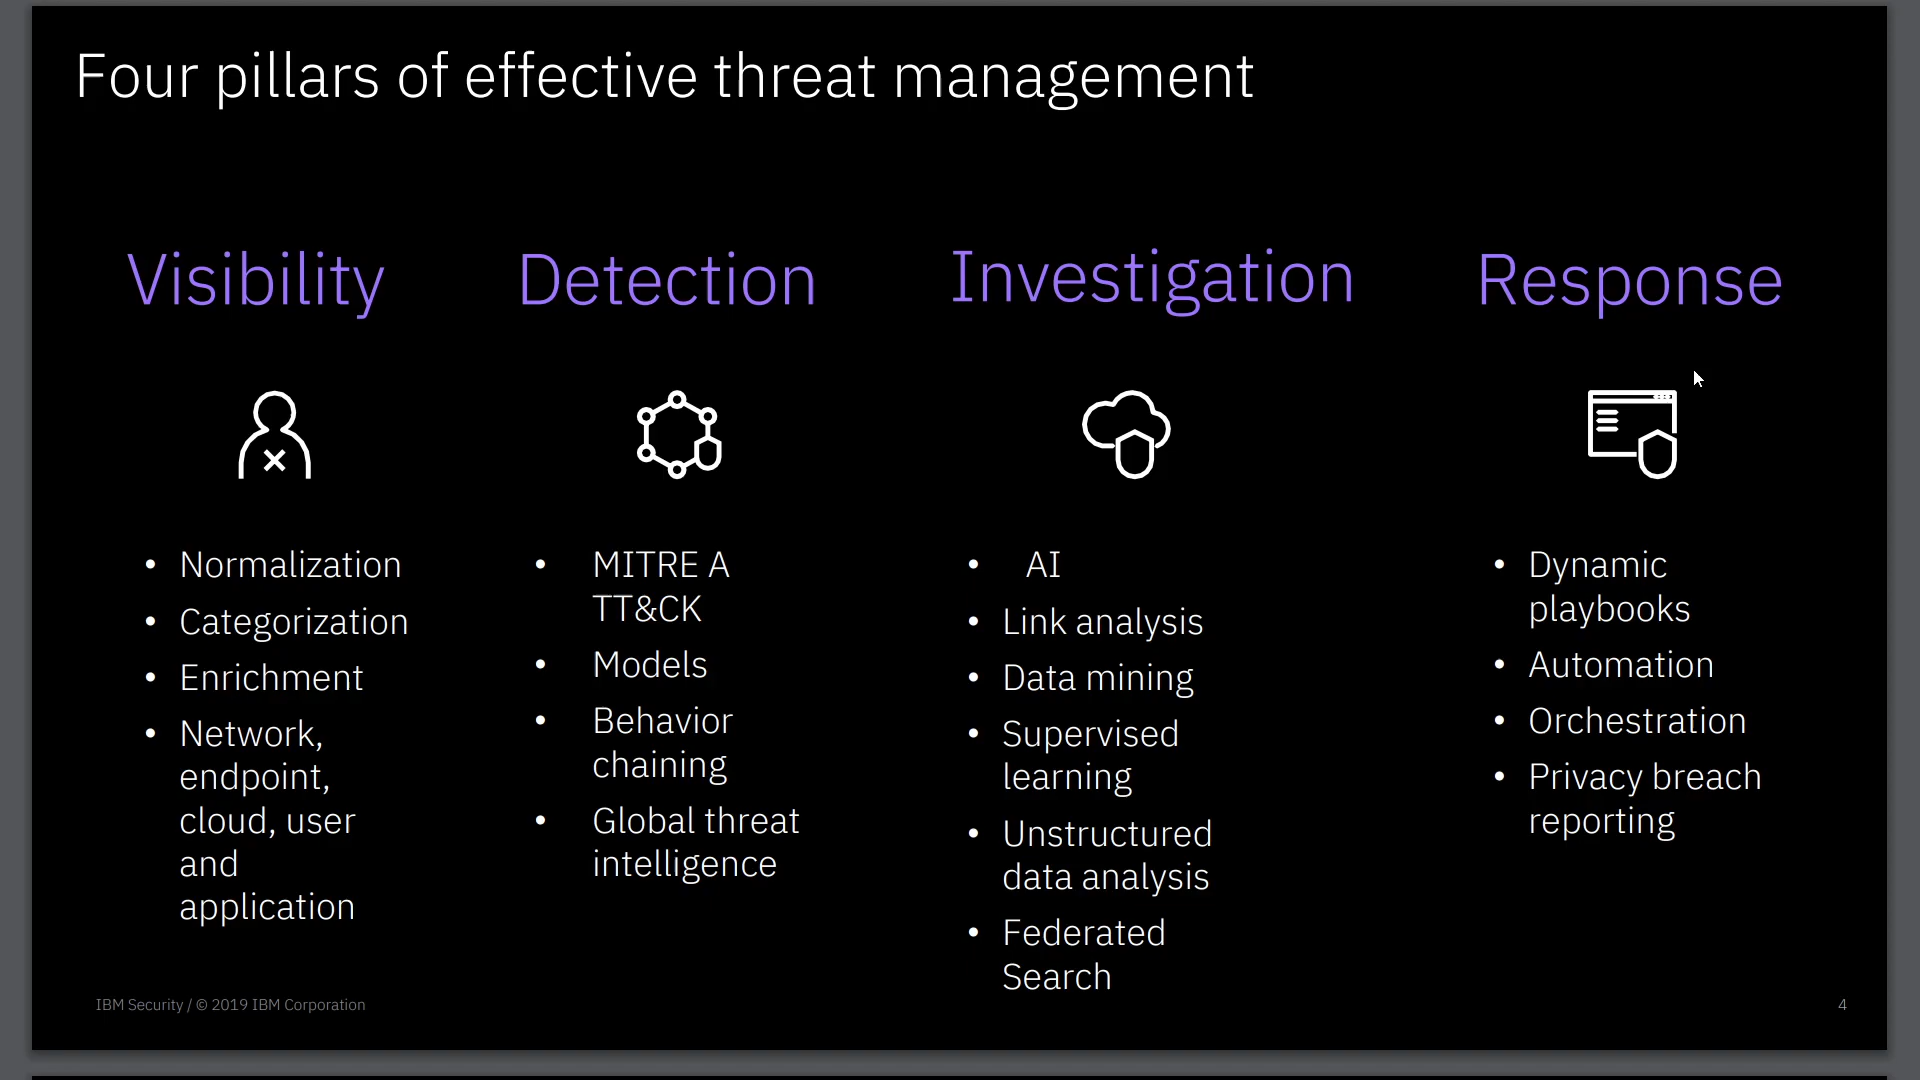 Four pillars of effective threat management
Visibility
• Normalization
• Categorization
• Enrichment
• Network,
endpoint,
cloud, user
and
application
Detection
• MITRE A
TT&CK
• Models
• Behavior
chaining
• Global threat
intelligence
Investigation
• AI
• Link analysis
• Data mining
• Supervised
learning
• Unstructured
data analysis
• Federated
Search
Response
• Dynamic
playbooks
• Automation
• Orchestration
• Privacy breach
reporting
IBM Security / © 2019 IBM Corporation
4